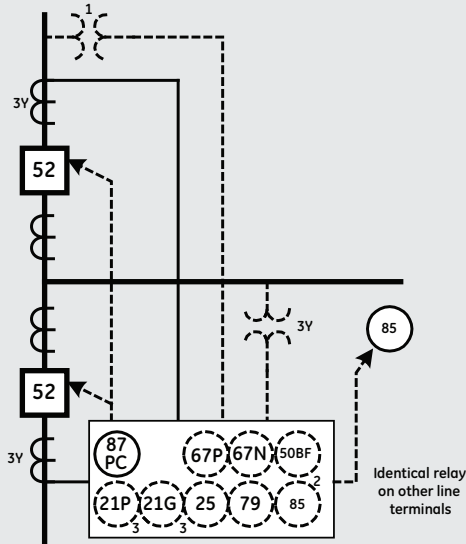 1
3Y
52
3Y
85
52
87
PC
67P 67N 50BF
3Y
2
21P 21G 25 79 85
3 3
Identical relay
on other line
terminals